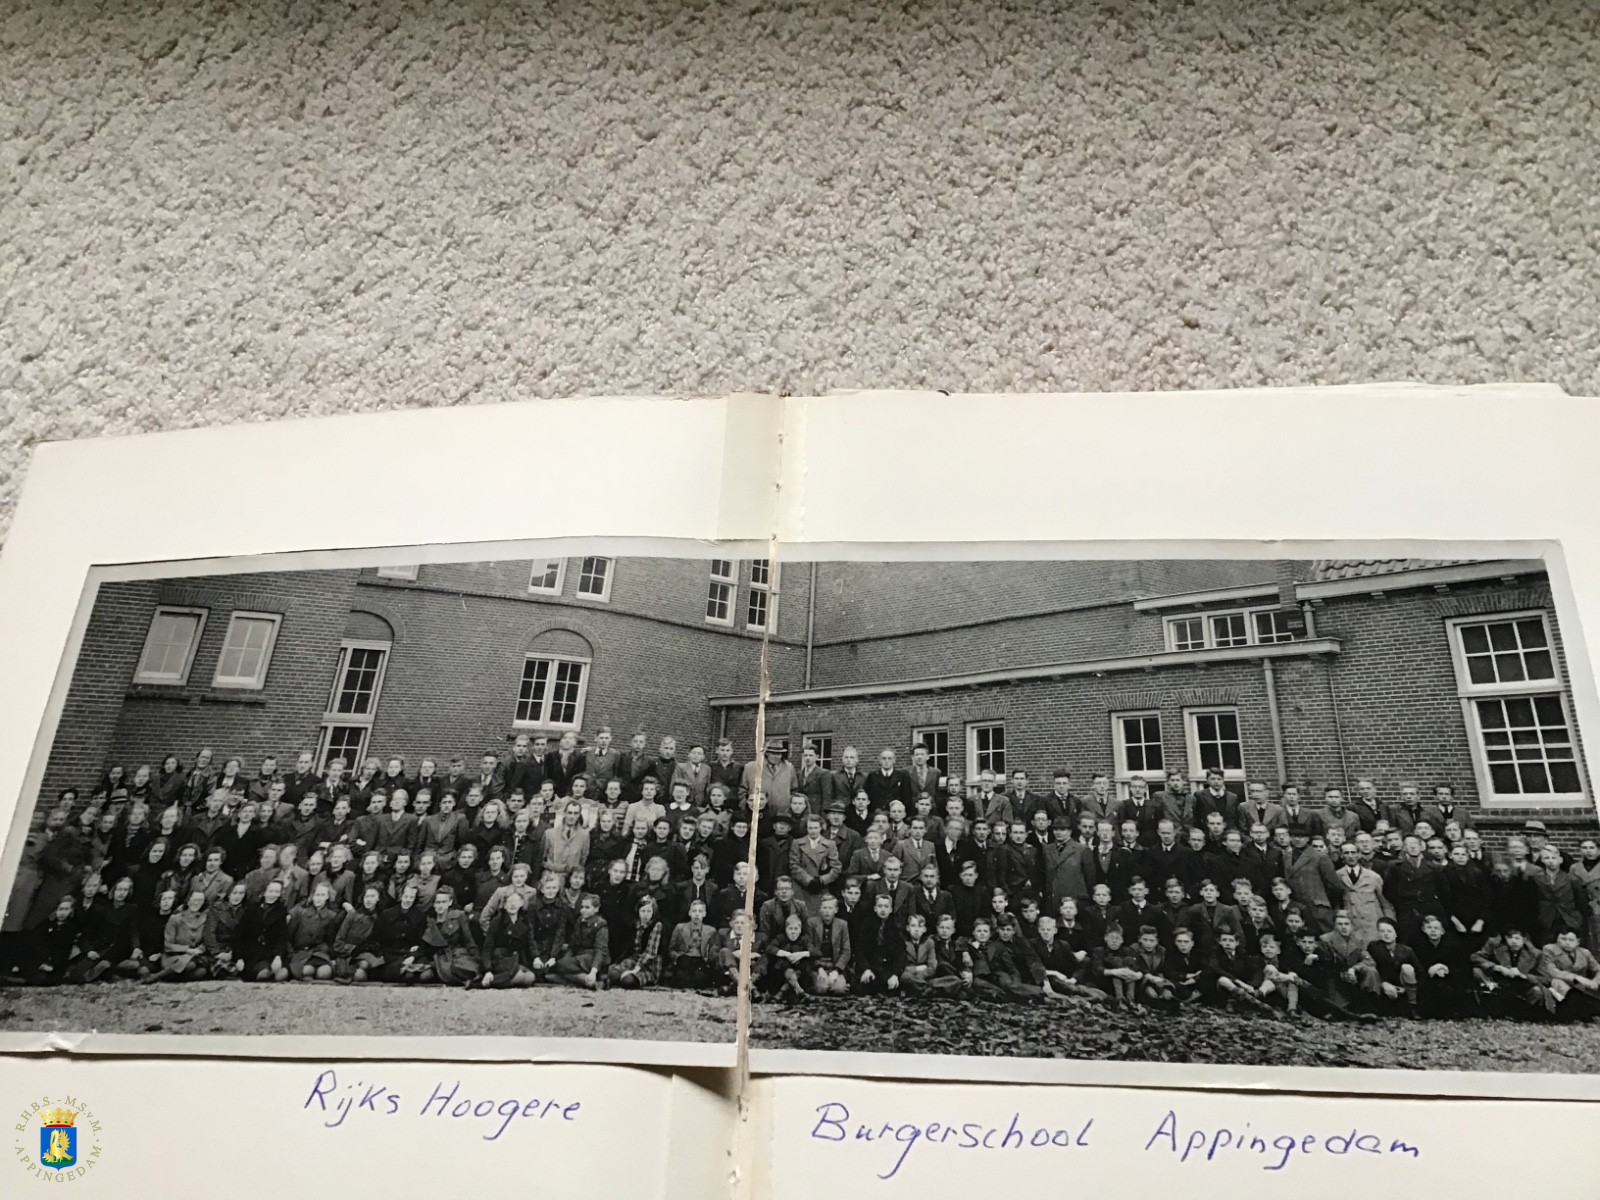 Rijks Hoogere Burgerschool Appingedam
R.H.B.S.-M.S.v.M.
APPINGEDAM